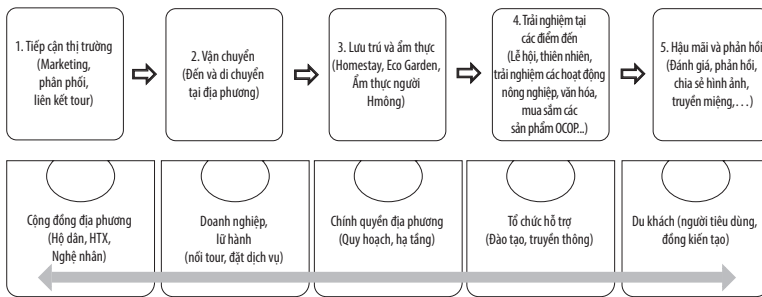 1. Tiếp cận thị trường
(Marketing,
phân phối,
liên kết tour)
2. Vận chuyển
(Đến và di chuyển
tại địa phương)
3. Lưu trú và ẩm thực
(Homestay, Eco Garden,
Ẩm thực người
Hmông)
4. Trải nghiệm tại
các điểm đến
(Lễ hội, thiên nhiên,
trải nghiệm các hoạt động
nông nghiệp, văn hóa,
mua sắm các
sản phẩm OCOP...)
5. Hậu mãi và phản hồi
(Đánh giá, phản hồi,
chia sẻ hình ảnh,
truyền miệng,…)
Cộng đồng địa phương
(Hộ dân, HTX,
Nghệ nhân)
Doanh nghiệp,
lữ hành
(nối tour, đặt dịch vụ)
Chính quyền địa phương
(Quy hoạch, hạ tầng)
Tổ chức hỗ trợ
(Đào tạo, truyền thông)
Du khách (người tiêu dùng,
đồng kiến tạo)